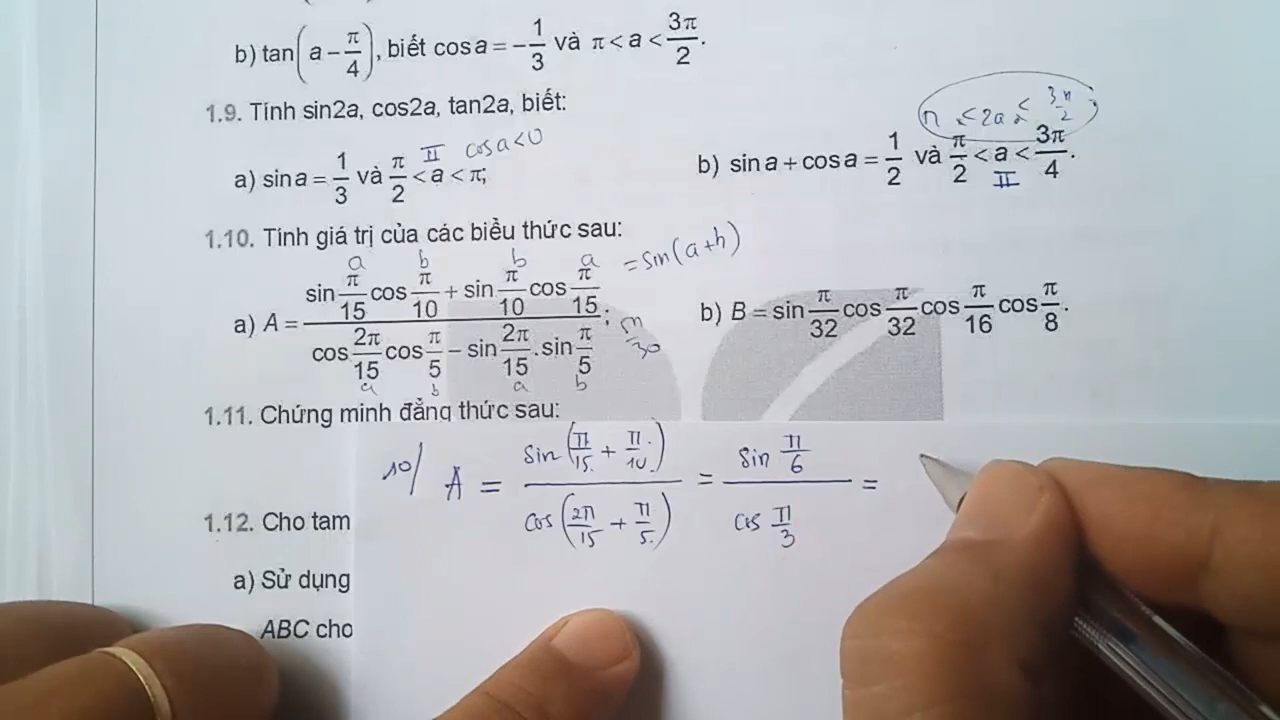 b) tan(a − π/4), biết cos a = −1/3 và π < a < 3π/2.
1.9. Tính sin2a, cos2a, tan2a, biết:
π < 2a < 3π/2
II cos a < 0
a) sin a = 1/3 và π/2 < a < π;
b) sin a + cos a = 1/2 và π/2 < a < 3π/4.
II
1.10. Tính giá trị của các biểu thức sau:
a b b a = sin(a+b)
a) A = (sin π/15 cos π/10 + sin π/10 cos π/15) / (cos 2π/15 cos π/5 − sin 2π/15 . sin π/5);
b) B = sin π/32 cos π/32 cos π/16 cos π/8.
a b a b
1.11. Chứng minh đẳng thức sau:
10/ A = sin(π/15 + π/10) / cos(2π/15 + π/5) = sin π/6 / cos π/3 =
1.12. Cho tam
a) Sử dụng
ABC cho